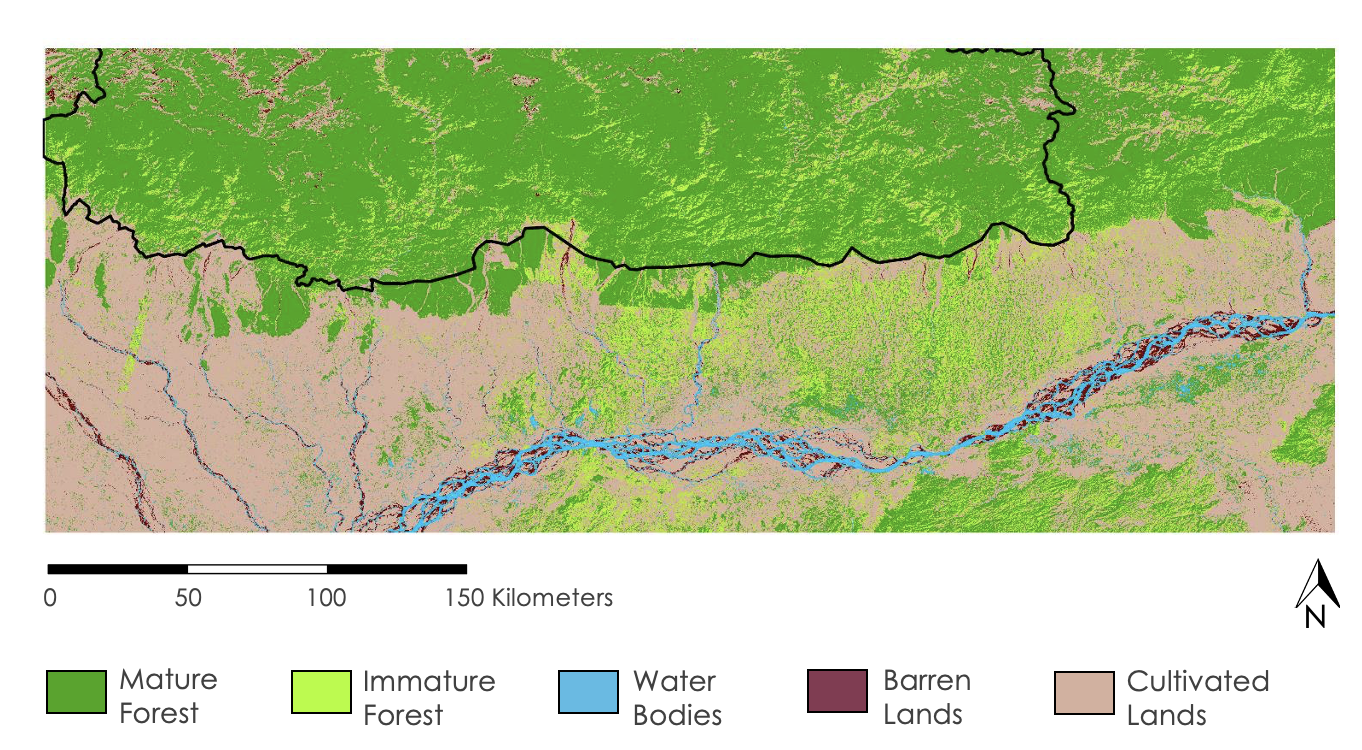 0 50 100 150 Kilometers
N
Mature Forest
Immature Forest
Water Bodies
Barren Lands
Cultivated Lands